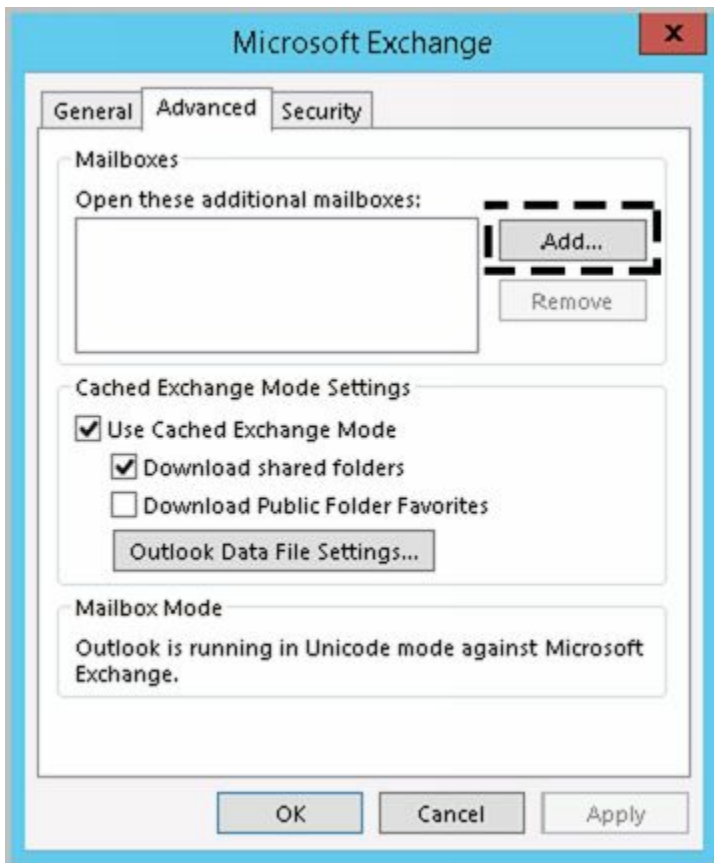 Microsoft Exchange
x
General Advanced Security
Mailboxes
Open these additional mailboxes:
Add...
Remove
Cached Exchange Mode Settings
Use Cached Exchange Mode
Download shared folders
Download Public Folder Favorites
Outlook Data File Settings...
Mailbox Mode
Outlook is running in Unicode mode against Microsoft
Exchange.
OK Cancel Apply